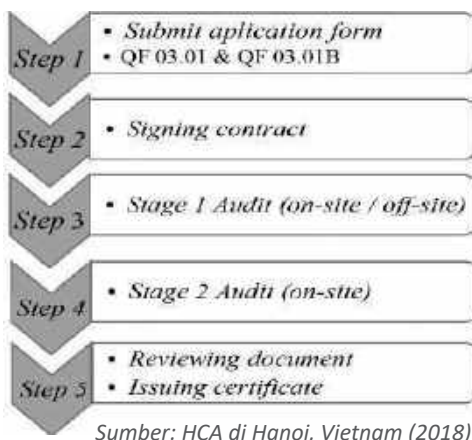 Step 1
• Submit aplication form
• QF 03.01 & QF 03.01B
Step 2
• Signing contract
Step 3
• Stage 1 Audit (on-site / off-site)
Step 4
• Stage 2 Audit (on-site)
Step 5
• Reviewing document
• Issuing certificate
Sumber: HCA di Hanoi. Vietnam (2018)